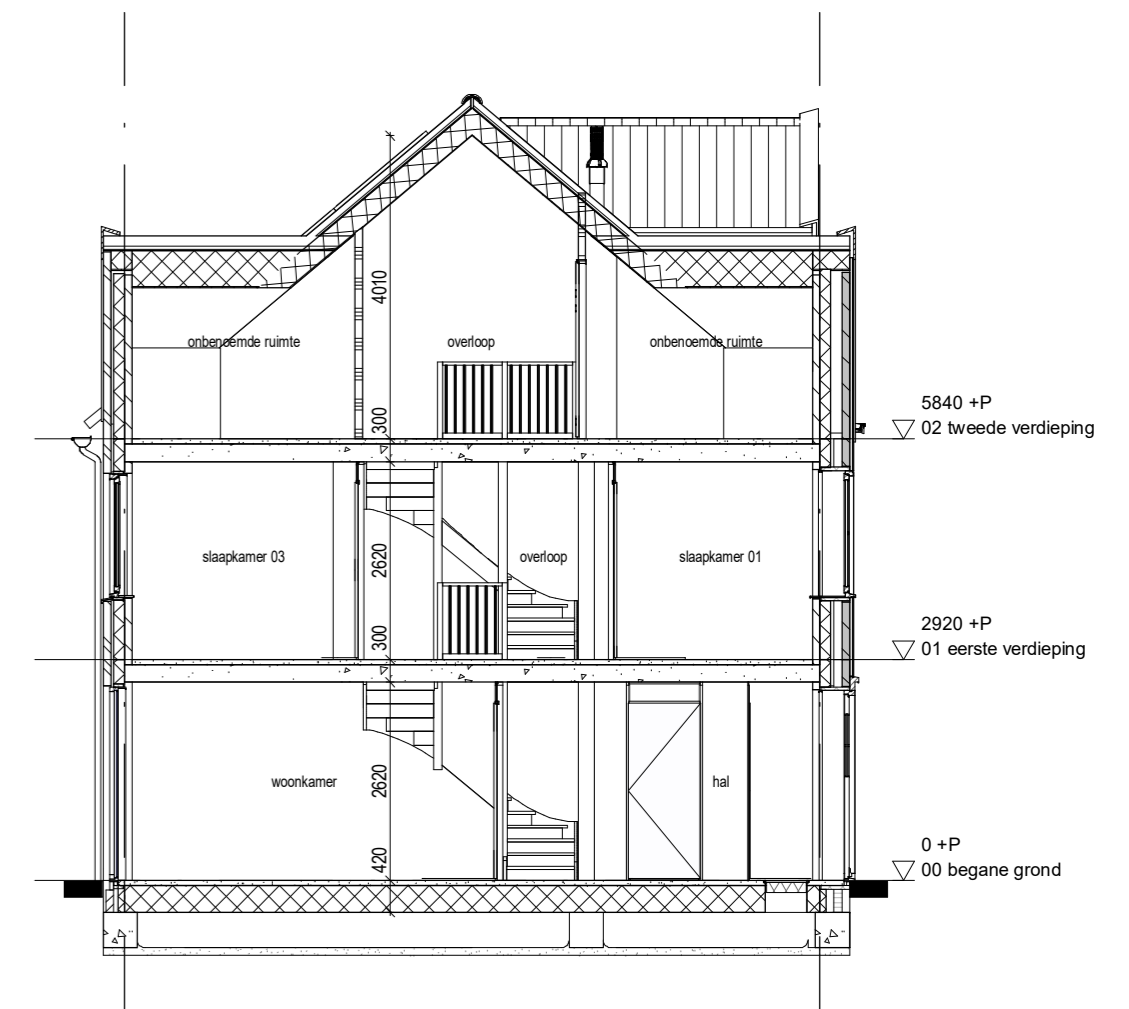 4010
onbenoemde ruimte
overloop
onbenoemde ruimte
300
5840 +P
02 tweede verdieping
slaapkamer 03
2620
overloop
slaapkamer 01
300
2920 +P
01 eerste verdieping
woonkamer
2620
hal
420
0 +P
00 begane grond